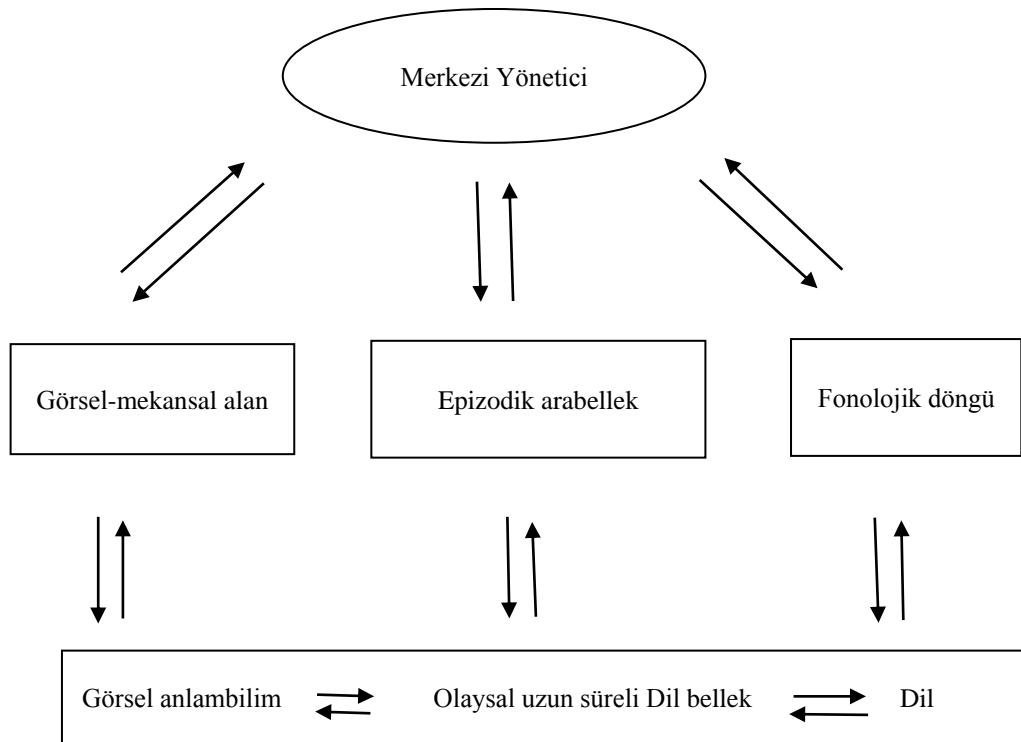 Merkezi Yönetici
Görsel-mekansal alan
Epizodik arabellek
Fonolojik döngü
Görsel anlambilim
Olaysal uzun süreli Dil bellek
Dil